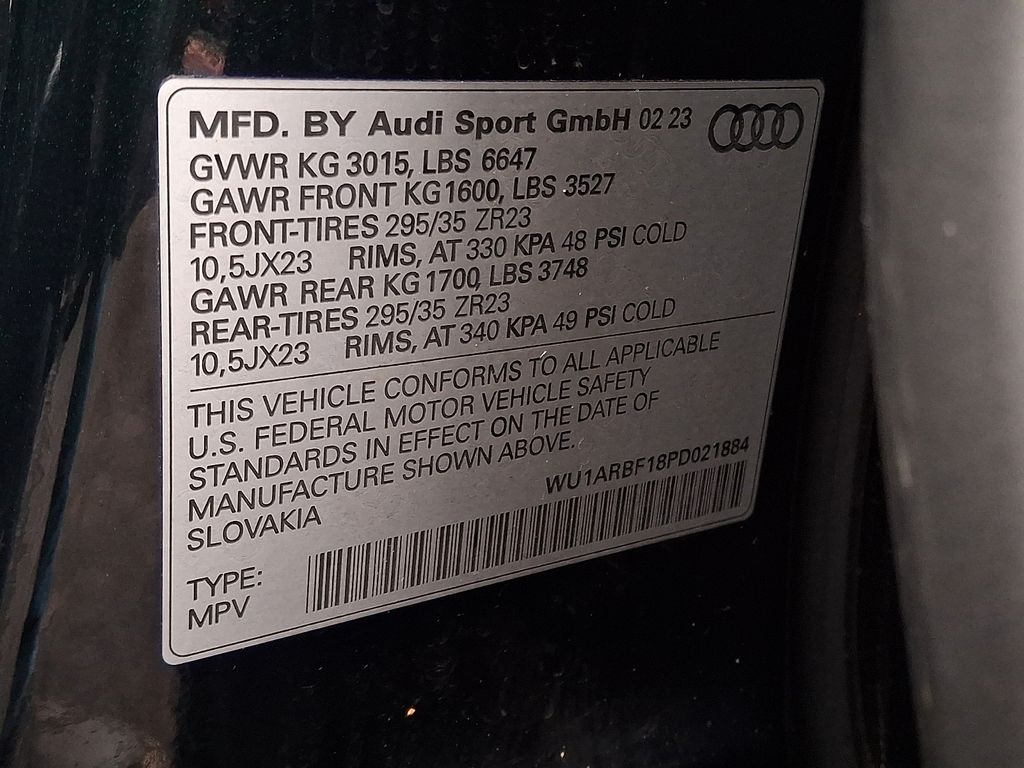 MFD. BY Audi Sport GmbH 02 23
GVWR KG 3015, LBS 6647
GAWR FRONT KG 1600, LBS 3527
FRONT-TIRES 295/35 ZR23
10,5JX23 RIMS, AT 330 KPA 48 PSI COLD
GAWR REAR KG 1700, LBS 3748
REAR-TIRES 295/35 ZR23
10,5JX23 RIMS, AT 340 KPA 49 PSI COLD
THIS VEHICLE CONFORMS TO ALL APPLICABLE
U.S. FEDERAL MOTOR VEHICLE SAFETY
STANDARDS IN EFFECT ON THE DATE OF
MANUFACTURE SHOWN ABOVE.
SLOVAKIA
WU1ARBF18PD021884
TYPE:
MPV